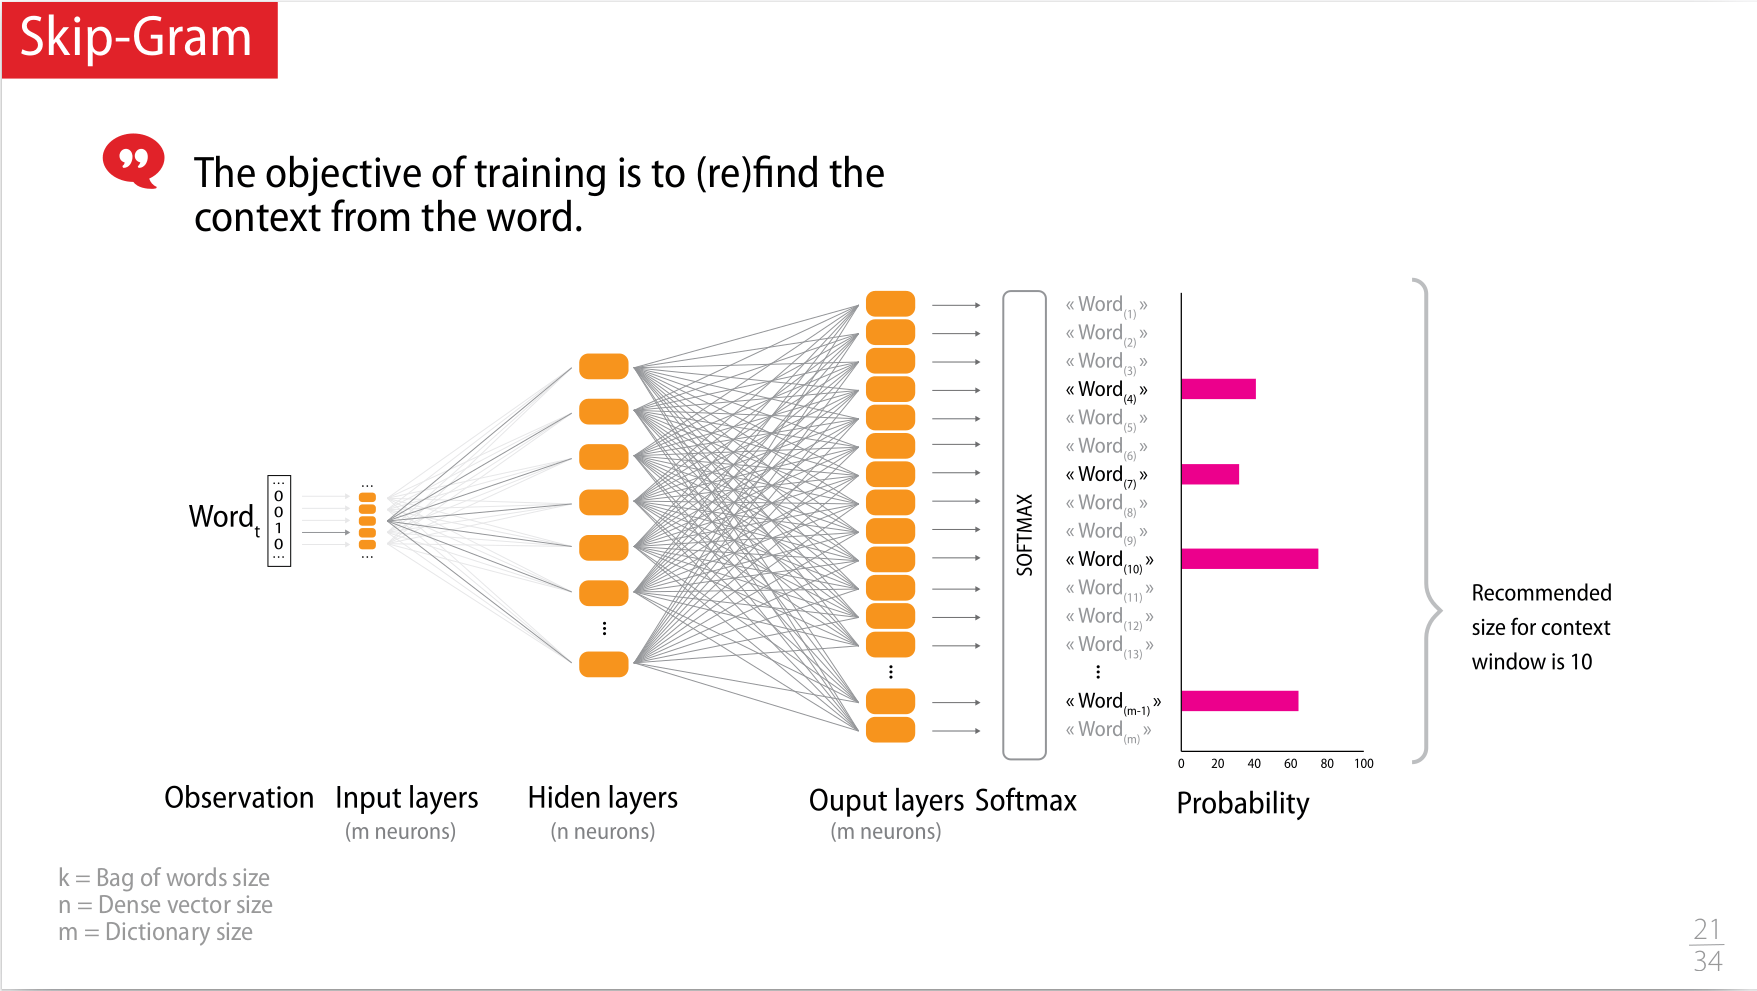 Skip-Gram
The objective of training is to (re)find the
context from the word.
Word t
...
0
0
1
0
...
...
...
SOFTMAX
« Word(1) »
« Word(2) »
« Word(3) »
« Word(4) »
« Word(5) »
« Word(6) »
« Word(7) »
« Word(8) »
« Word(9) »
« Word(10) »
« Word(11) »
« Word(12) »
« Word(13) »
« Word(m-1) »
« Word(m) »
0 20 40 60 80 100
Recommended
size for context
window is 10
Observation Input layers Hiden layers Ouput layers Softmax Probability
(m neurons) (n neurons) (m neurons)
k = Bag of words size
n = Dense vector size
m = Dictionary size
21
34